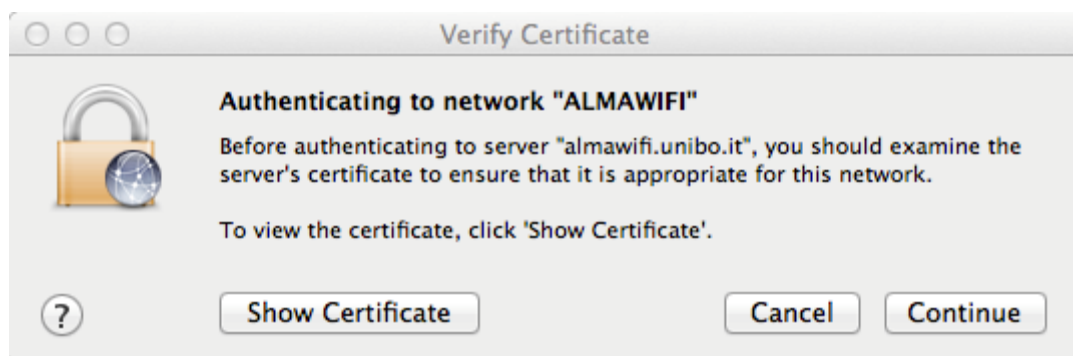 Verify Certificate
Authenticating to network "ALMAWIFI"
Before authenticating to server "almawifi.unibo.it", you should examine the
server's certificate to ensure that it is appropriate for this network.
To view the certificate, click 'Show Certificate'.
?
Show Certificate
Cancel
Continue